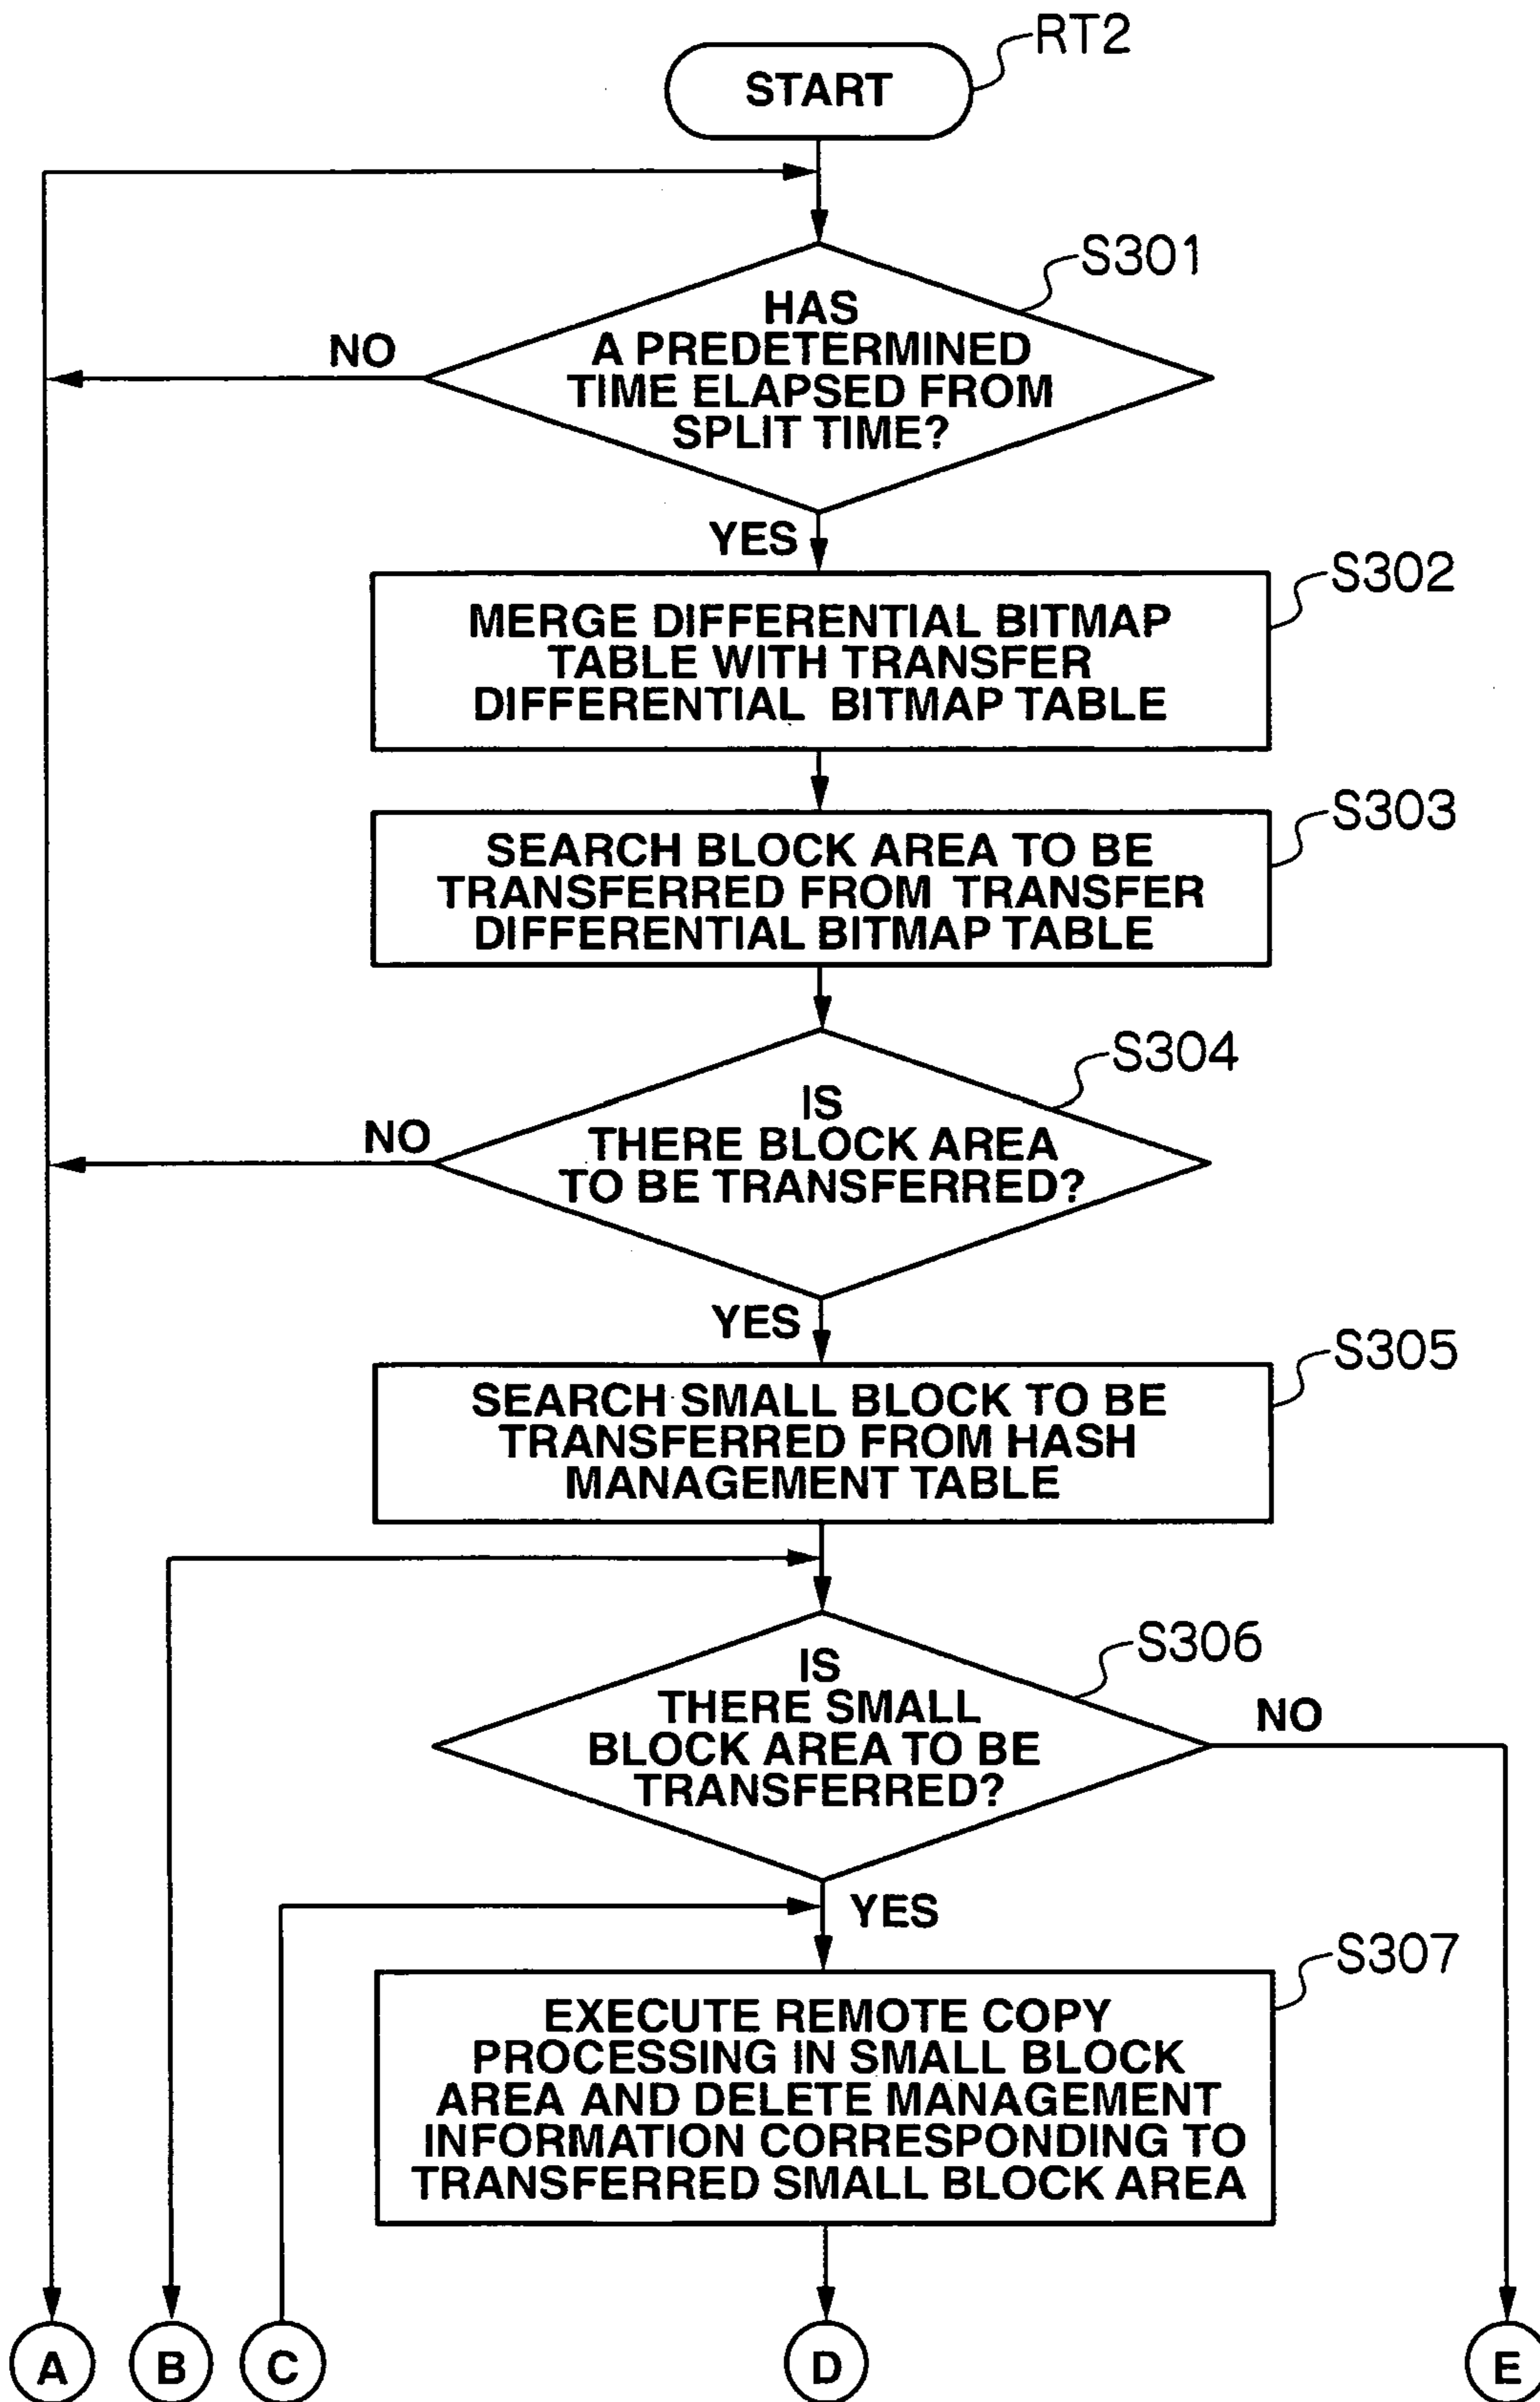 RT2
START
S301
HAS
A PREDETERMINED
TIME ELAPSED FROM
SPLIT TIME?
NO
YES
S302
MERGE DIFFERENTIAL BITMAP
TABLE WITH TRANSFER
DIFFERENTIAL BITMAP TABLE
S303
SEARCH BLOCK AREA TO BE
TRANSFERRED FROM TRANSFER
DIFFERENTIAL BITMAP TABLE
S304
IS
THERE BLOCK AREA
TO BE TRANSFERRED?
NO
YES
S305
SEARCH SMALL BLOCK TO BE
TRANSFERRED FROM HASH
MANAGEMENT TABLE
S306
IS
THERE SMALL
BLOCK AREA TO BE
TRANSFERRED?
NO
YES
S307
EXECUTE REMOTE COPY
PROCESSING IN SMALL BLOCK
AREA AND DELETE MANAGEMENT
INFORMATION CORRESPONDING TO
TRANSFERRED SMALL BLOCK AREA
A
B
C
D
E